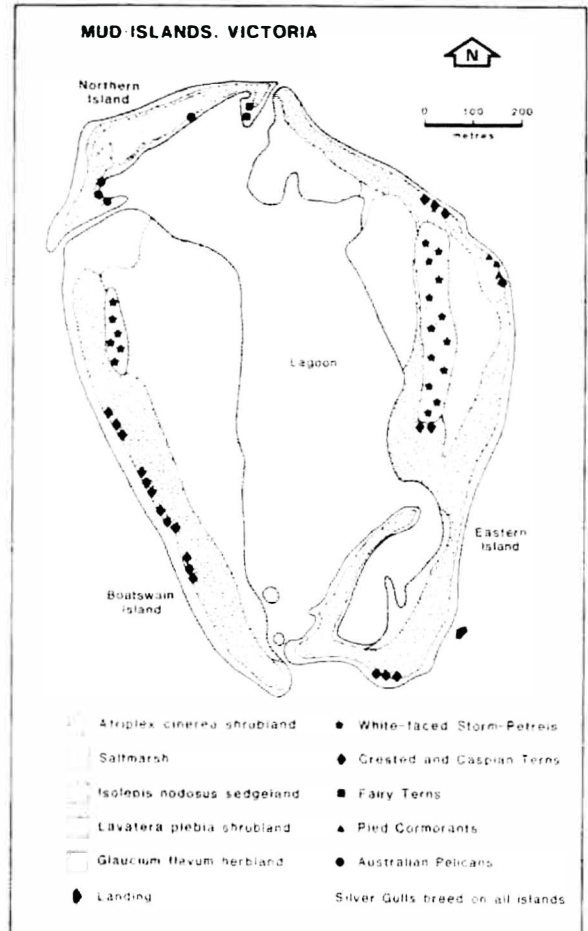 MUD ISLANDS, VICTORIA
N
Northern
Island
0 100 200
metres
Lagoon
Eastern
Island
Boatswain
Island
Atriplex cinerea shrubland
Saltmarsh
Isolepis nodosus sedgeland
Lavatera plebia shrubland
Glaucium flavum herbland
Landing
White-faced Storm-Petrels
Crested and Caspian Terns
Fairy Terns
Pied Cormorants
Australian Pelicans
Silver Gulls breed on all islands